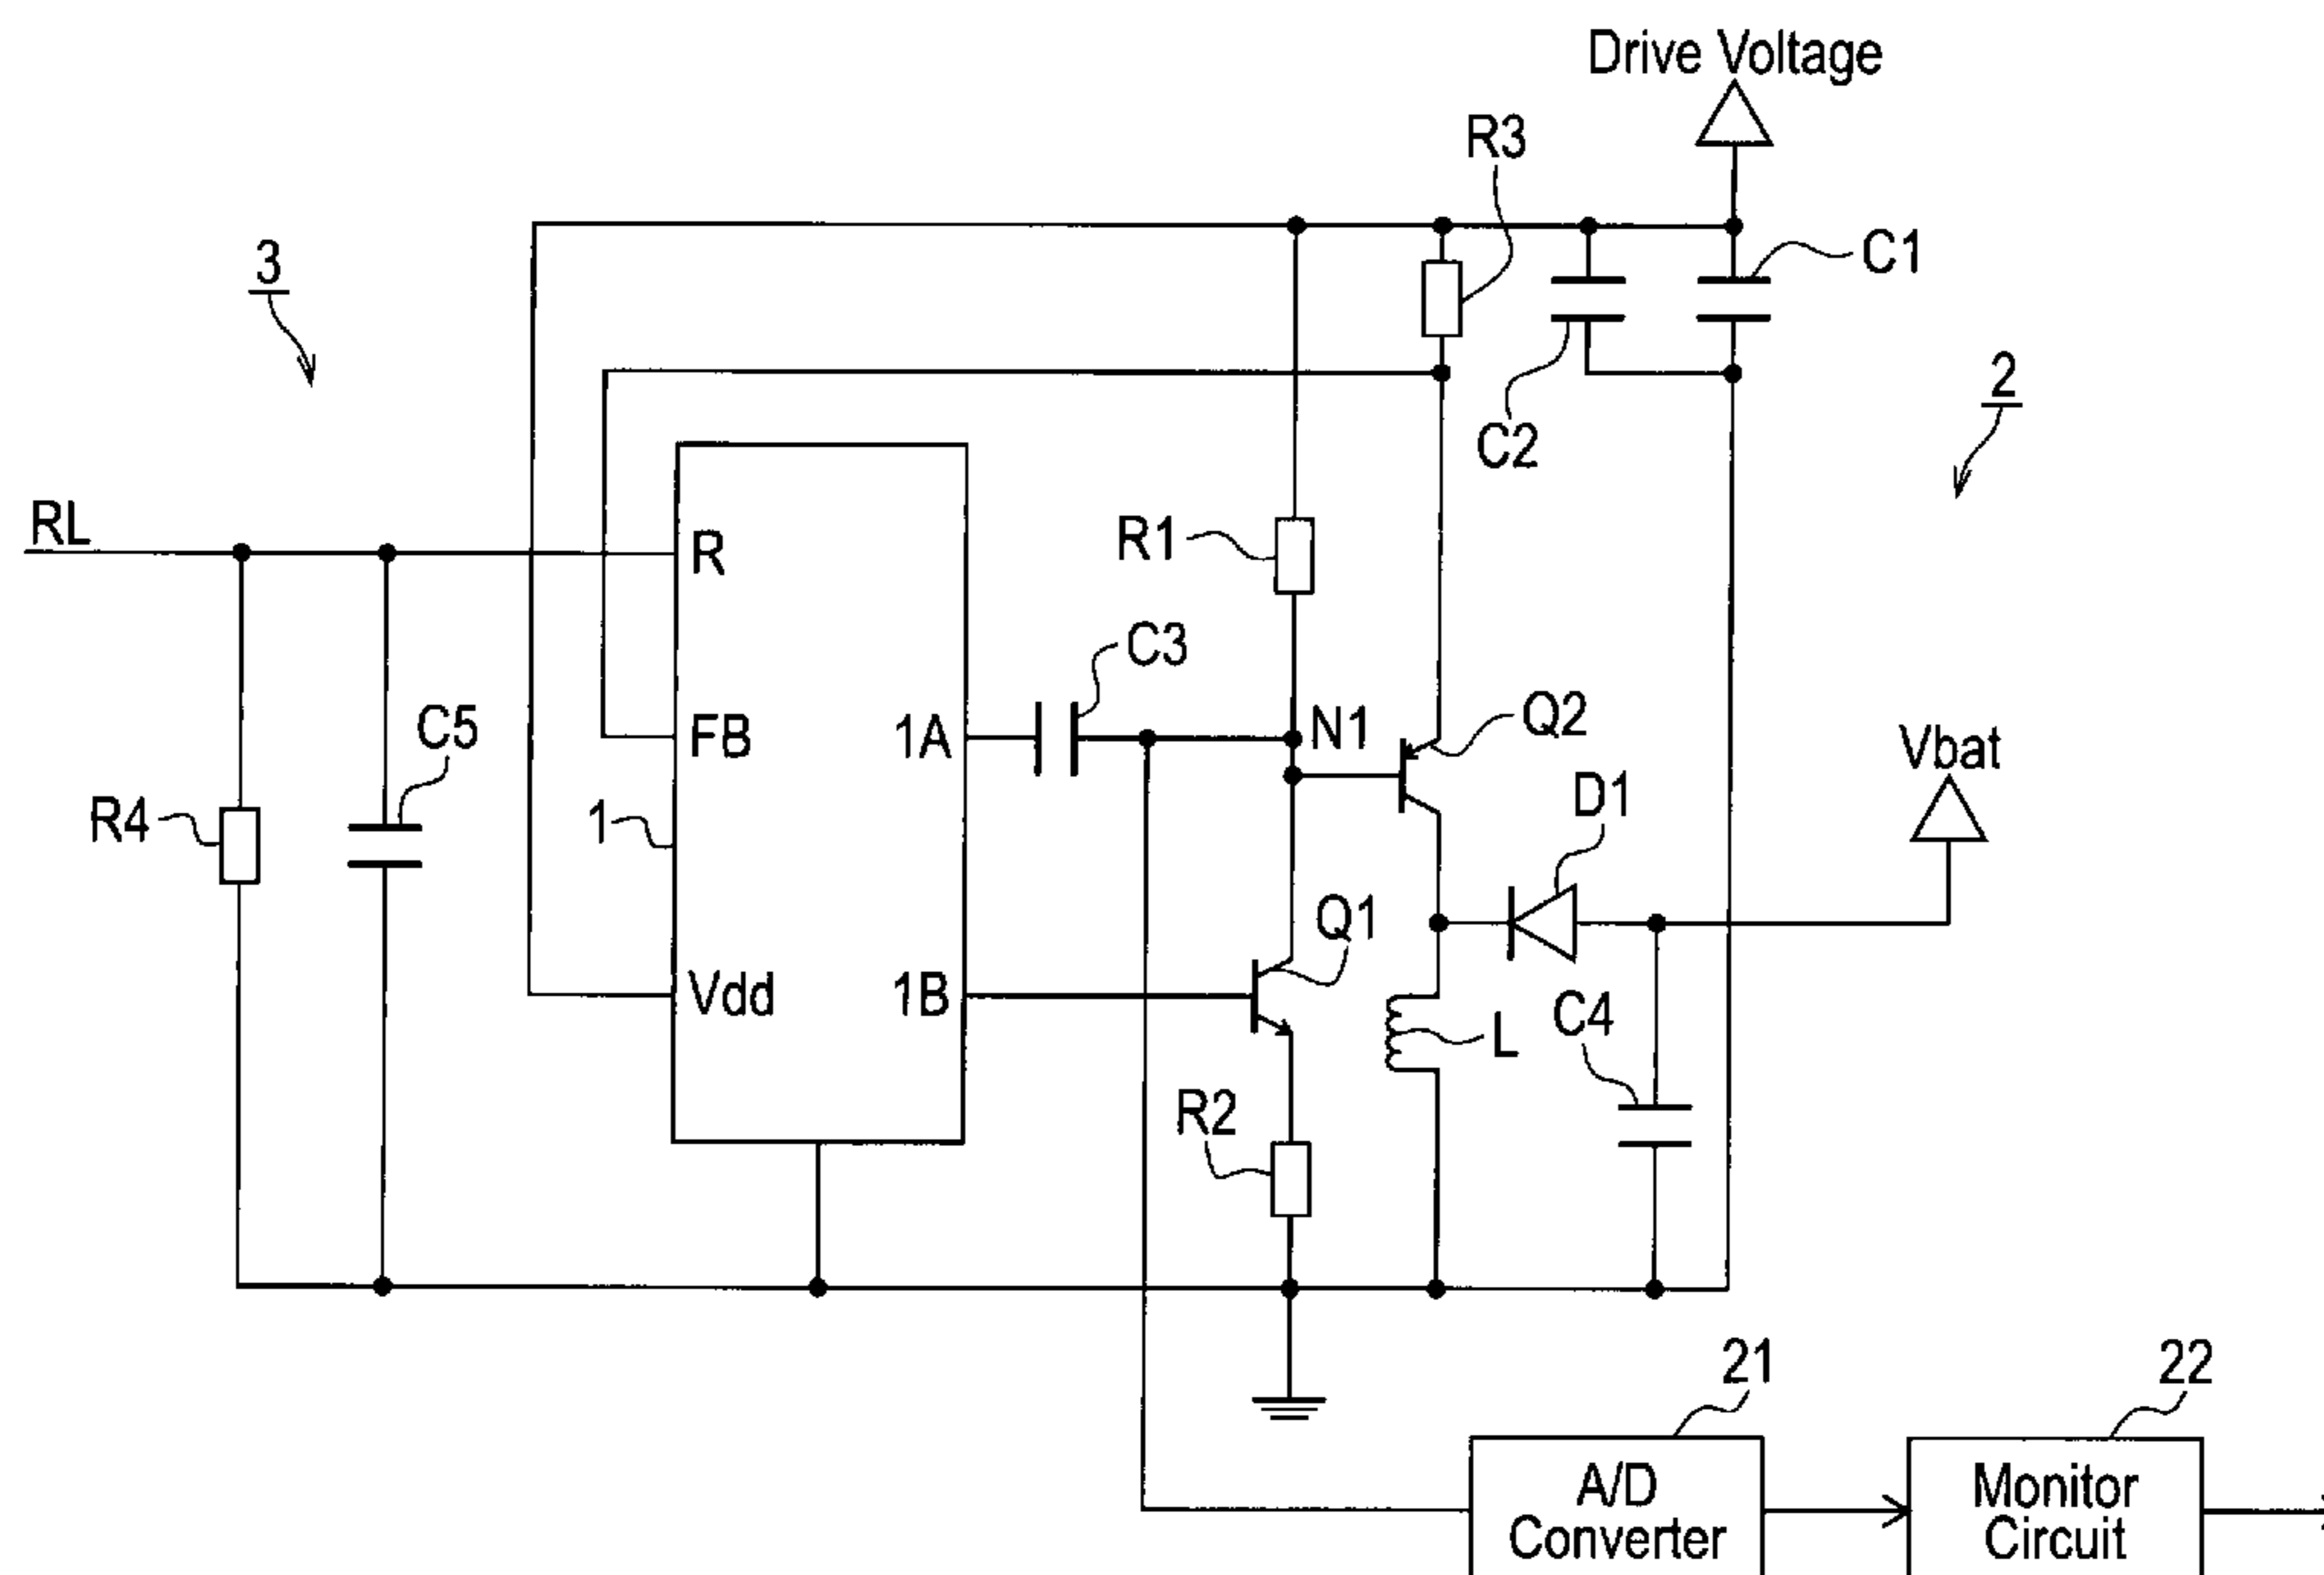 Drive Voltage
R3
3
C1
2
C2
RL
R
R1
C3
FB
1A
N1
Q2
C5
Vbat
D1
R4
1
Q1
Vdd
1B
C4
L
R2
21
22
A/D
Converter
Monitor
Circuit